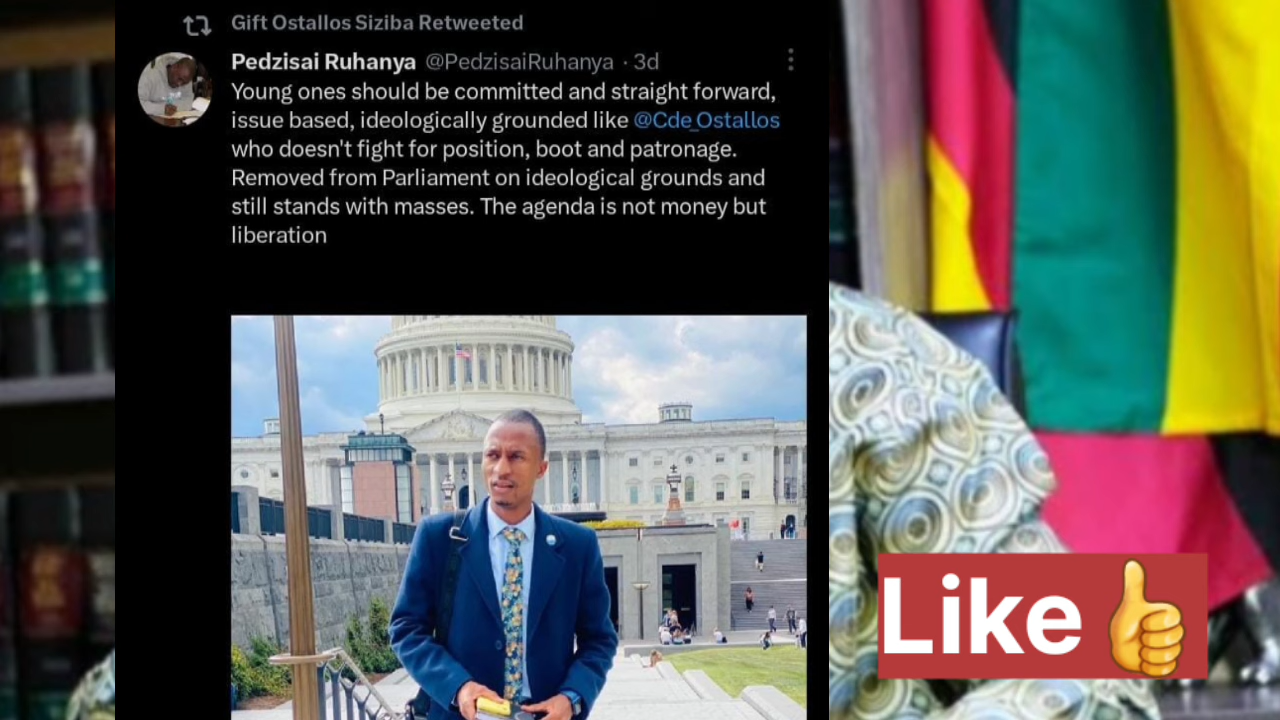 Gift Ostallos Siziba Retweeted
Pedzisai Ruhanya @PedzisaiRuhanya · 3d
Young ones should be committed and straight forward,
issue based, ideologically grounded like @Cde_Ostallos
who doesn't fight for position, boot and patronage.
Removed from Parliament on ideological grounds and
still stands with masses. The agenda is not money but
liberation
Like 👍